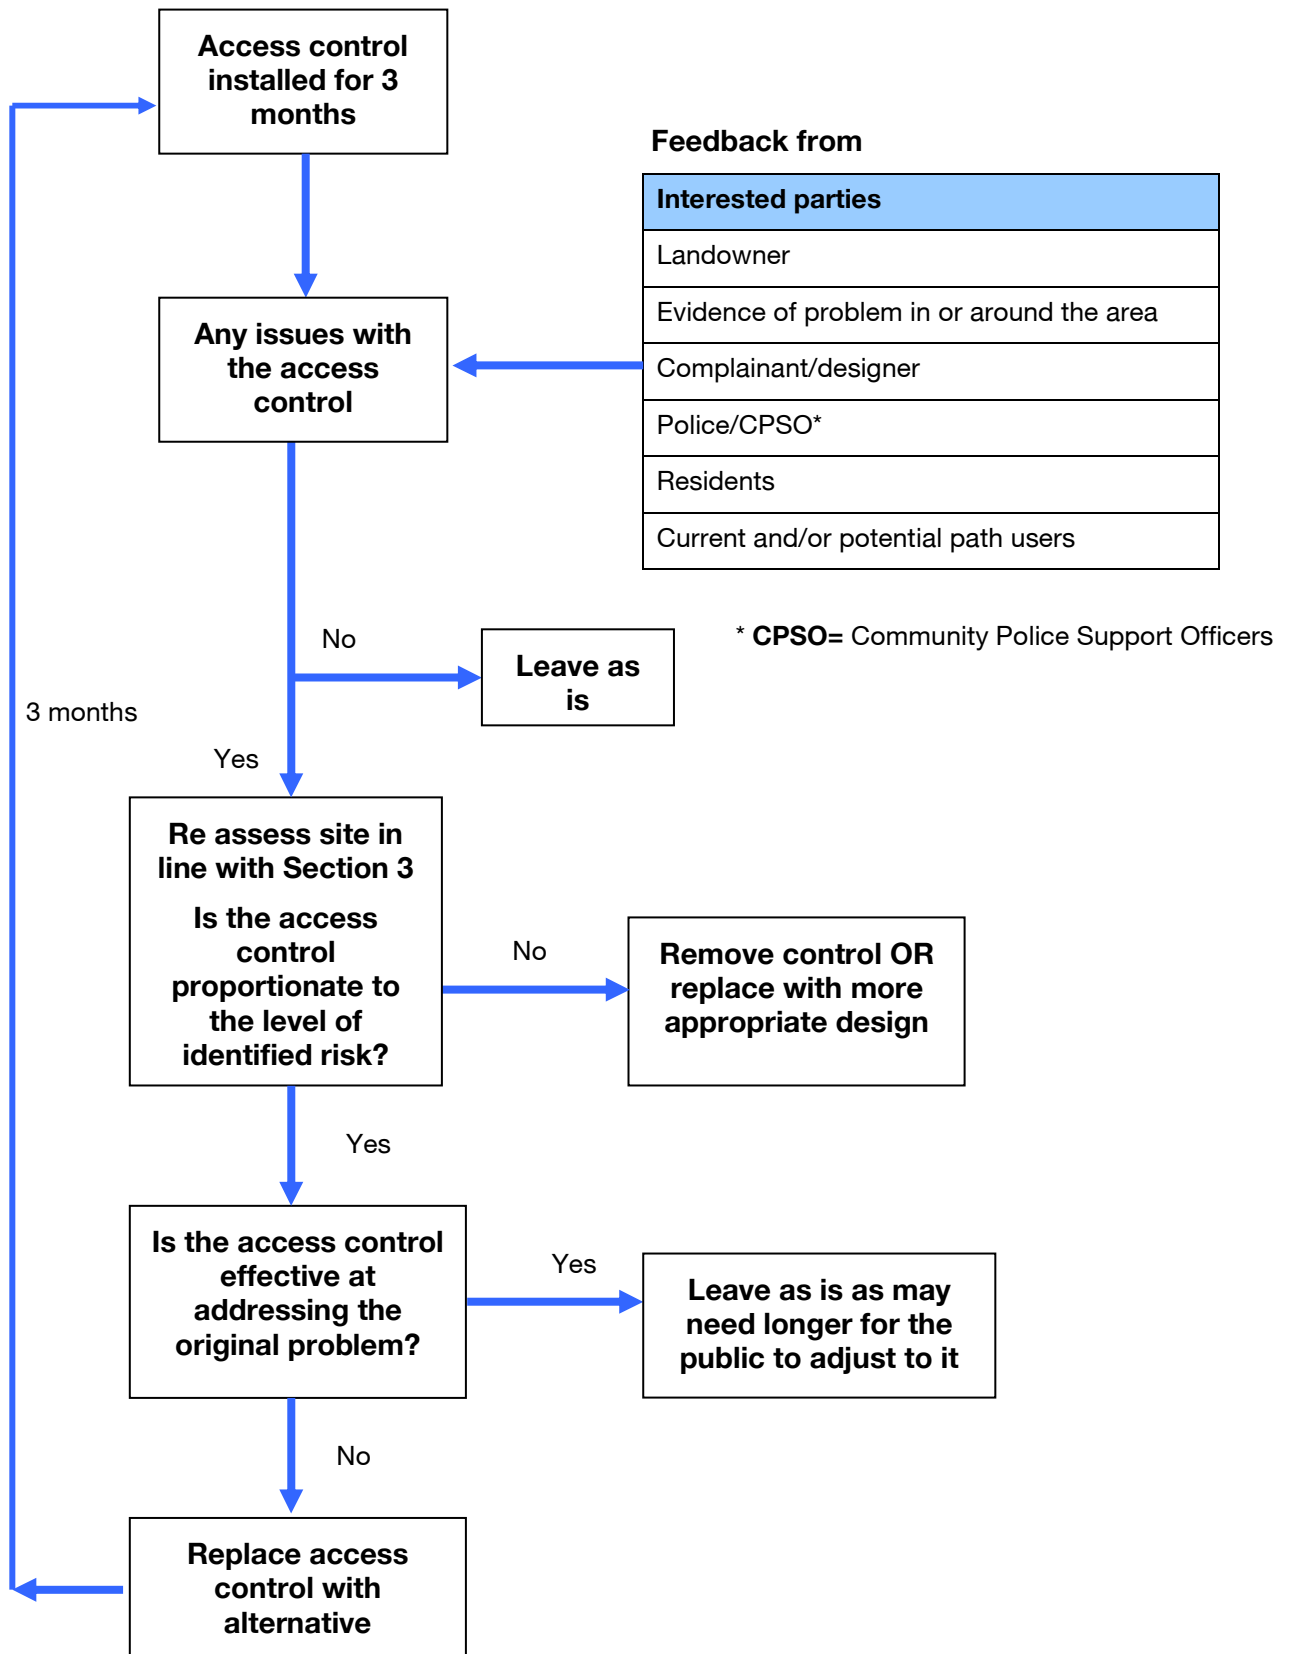 Access control
installed for 3
months
Feedback from
Interested parties
Landowner
Evidence of problem in or around the area
Complainant/designer
Police/CPSO*
Residents
Current and/or potential path users
Any issues with
the access
control
* CPSO= Community Police Support Officers
No
Leave as
is
3 months
Yes
Re assess site in
line with Section 3
Is the access
control
proportionate to
the level of
identified risk?
No
Remove control OR
replace with more
appropriate design
Yes
Is the access control
effective at
addressing the
original problem?
Yes
Leave as is as may
need longer for the
public to adjust to it
No
Replace access
control with
alternative